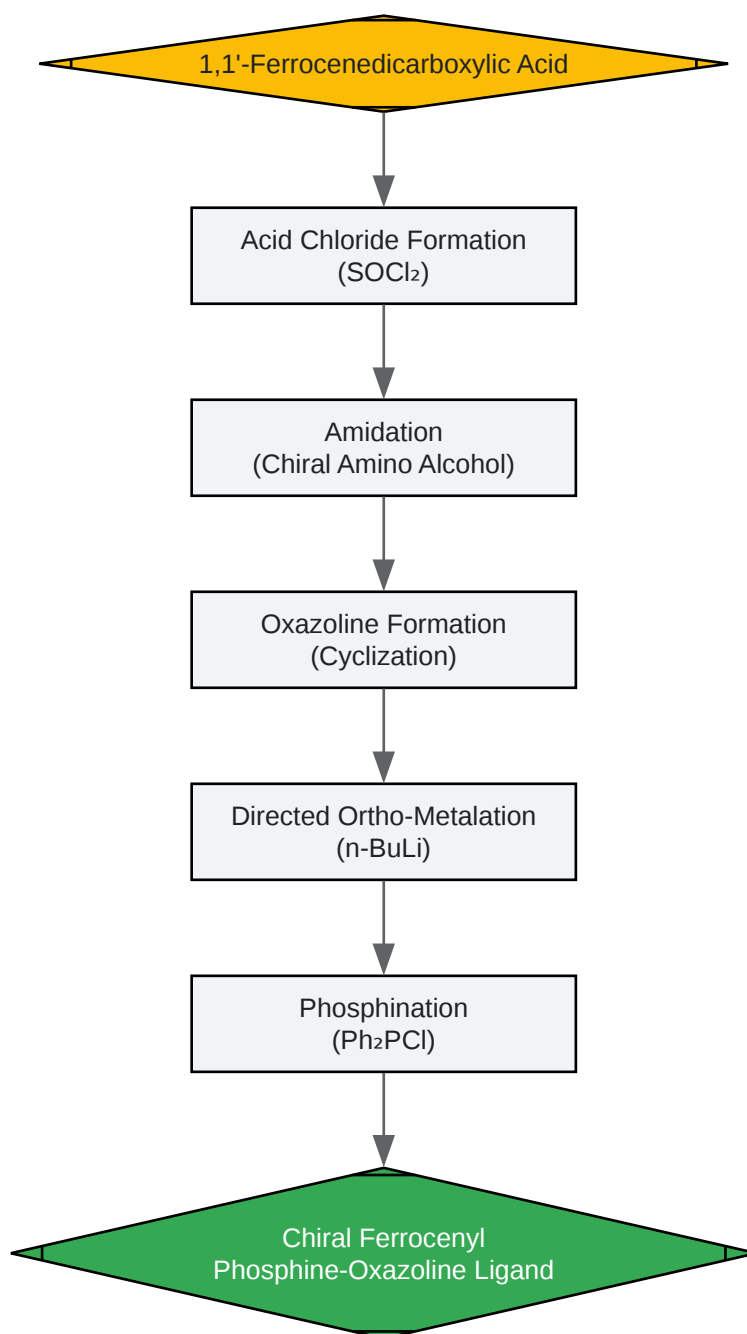 1,1'-Ferrocenedicarboxylic Acid
Acid Chloride Formation
(SOCl₂)
Amidation
(Chiral Amino Alcohol)
Oxazoline Formation
(Cyclization)
Directed Ortho-Metalation
(n-BuLi)
Phosphination
(Ph₂PCl)
Chiral Ferrocenyl
Phosphine-Oxazoline Ligand